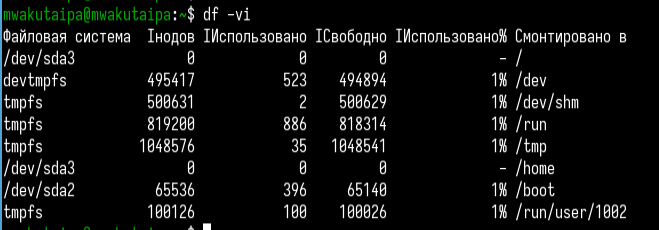 mwakutaipa@mwakutaipa:~$ df -vi
Файловая система Iнодов IИспользовано IСвободно IИспользовано% Смонтировано в
/dev/sda3 0 0 0 - /
devtmpfs 495417 523 494894 1% /dev
tmpfs 500631 2 500629 1% /dev/shm
tmpfs 819200 886 818314 1% /run
tmpfs 1048576 35 1048541 1% /tmp
/dev/sda3 0 0 0 - /home
/dev/sda2 65536 396 65140 1% /boot
tmpfs 100126 100 100026 1% /run/user/1002
mwakutaipa@mwakutaipa:~$